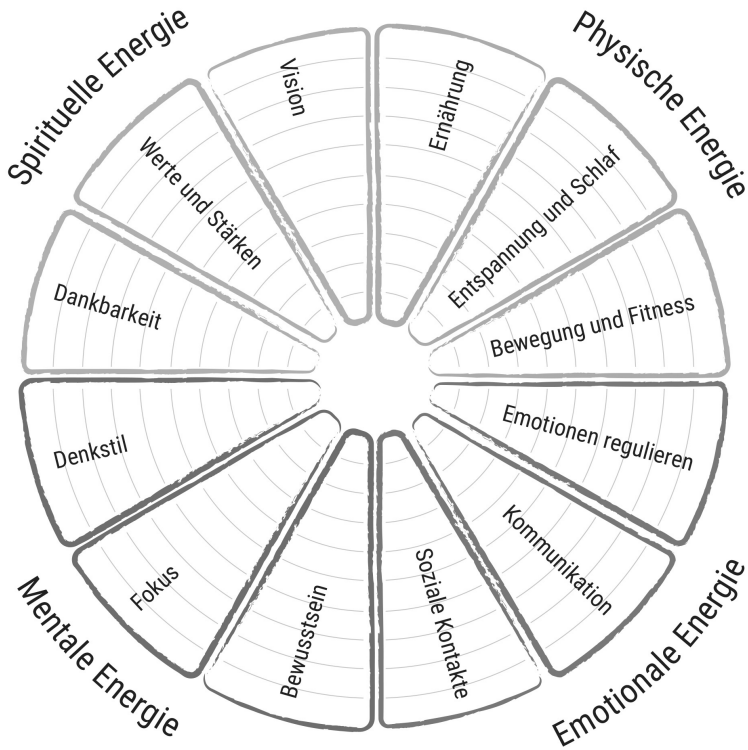 Spirituelle Energie
Physische Energie
Vision
Ernährung
Werte und Stärken
Entspannung und Schlaf
Dankbarkeit
Bewegung und Fitness
Denkstil
Emotionen regulieren
Fokus
Kommunikation
Bewusstsein
Soziale Kontakte
Mentale Energie
Emotionale Energie